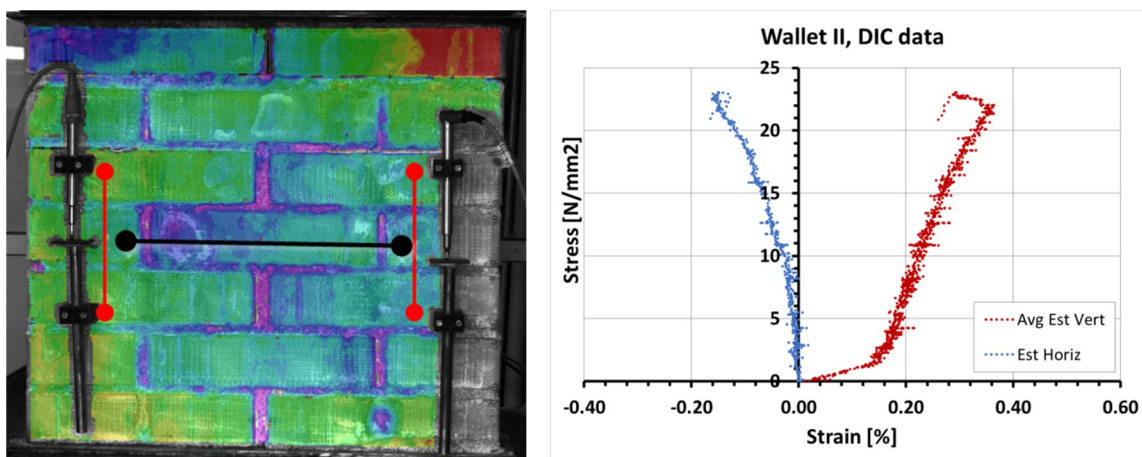 Wallet II, DIC data
Stress [N/mm2]
25
20
15
10
5
0
-0.40
-0.20
0.00
0.20
0.40
0.60
Strain [%]
Avg Est Vert
Est Horiz